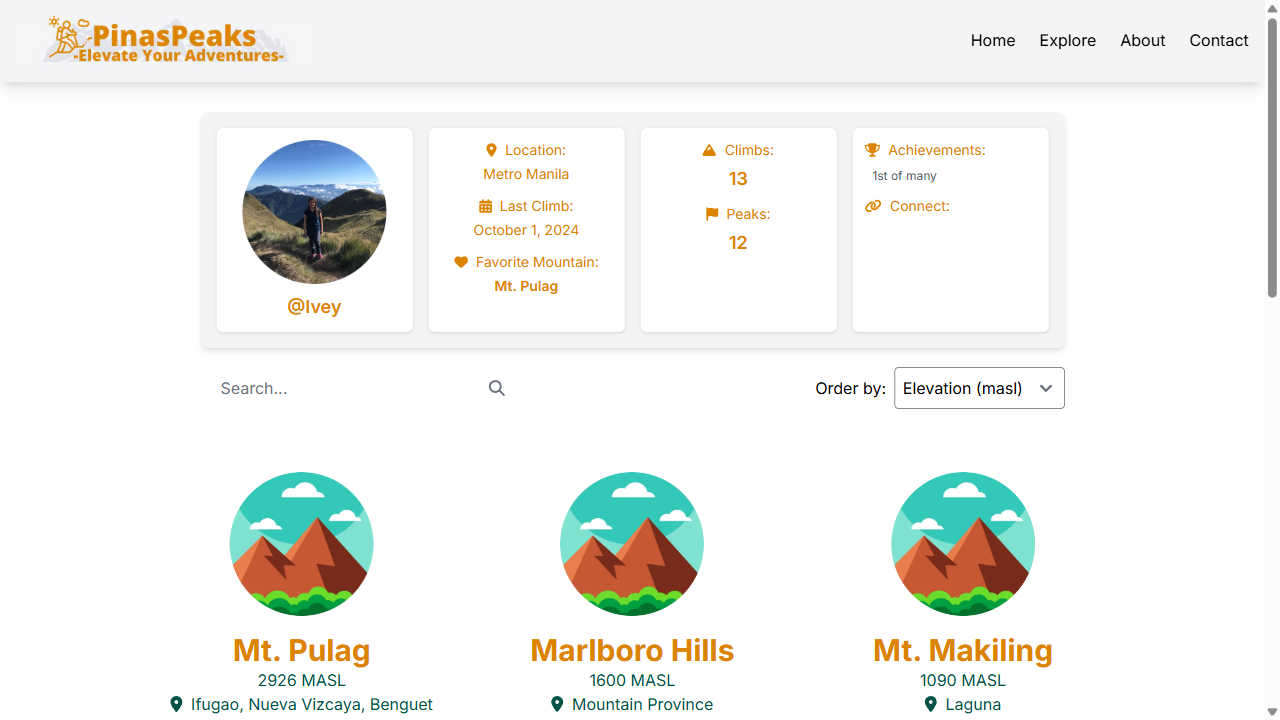 PinasPeaks
-Elevate Your Adventures-
Home Explore About Contact
@Ivey
Location:
Metro Manila
Last Climb:
October 1, 2024
Favorite Mountain:
Mt. Pulag
Climbs:
13
Peaks:
12
Achievements:
1st of many
Connect:
Search...
Order by: Elevation (masl)
Mt. Pulag
2926 MASL
Ifugao, Nueva Vizcaya, Benguet
Marlboro Hills
1600 MASL
Mountain Province
Mt. Makiling
1090 MASL
Laguna